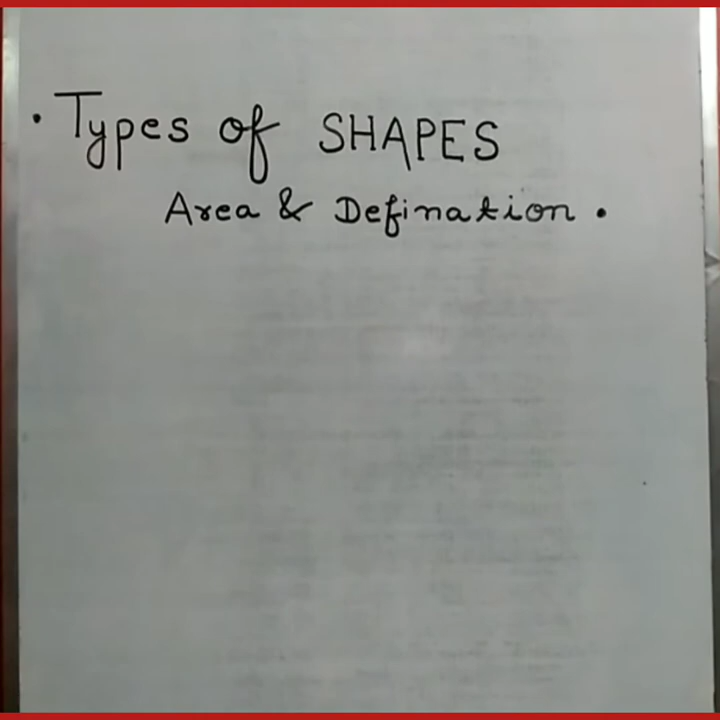 · Types of SHAPES
Area & Defination .